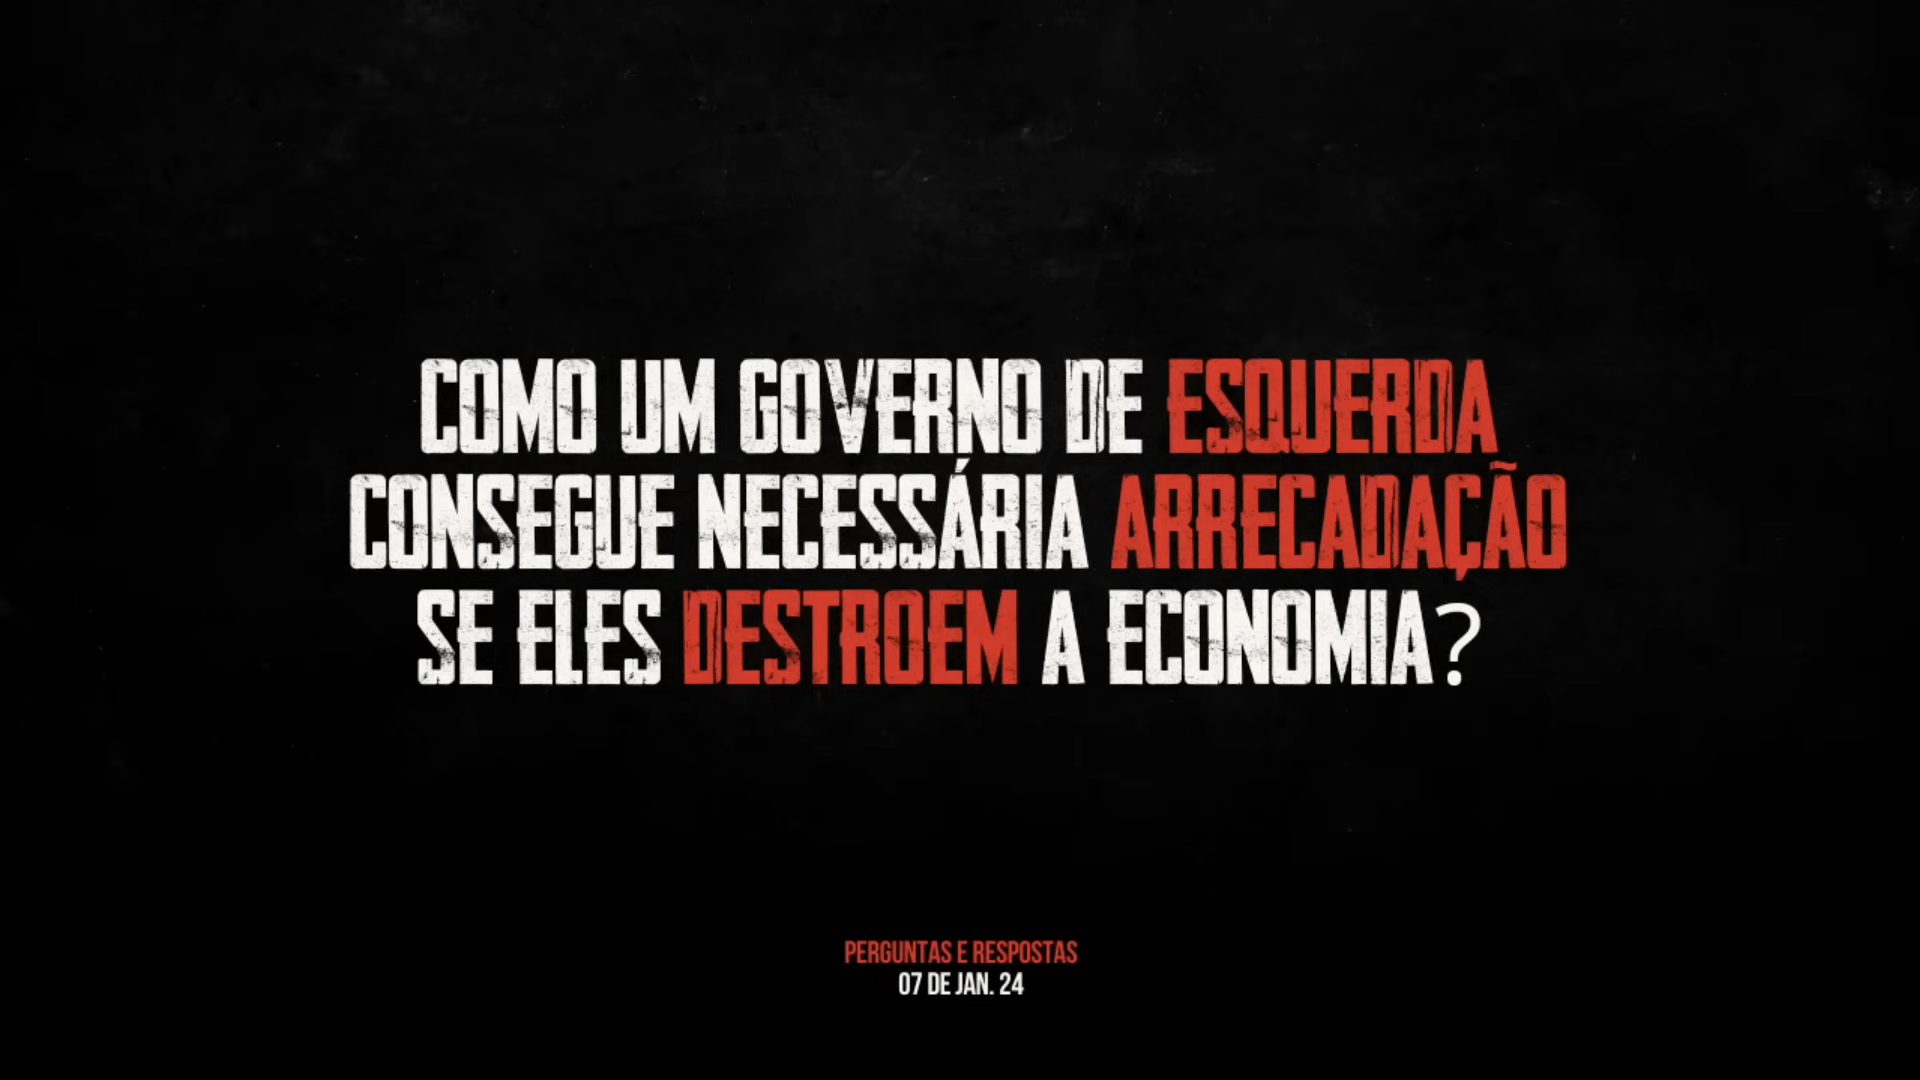 COMO UM GOVERNO DE ESQUERDA
CONSEGUE NECESSÁRIA ARRECADAÇÃO
SE ELES DESTROEM A ECONOMIA?
PERGUNTAS E RESPOSTAS
07 DE JAN. 24